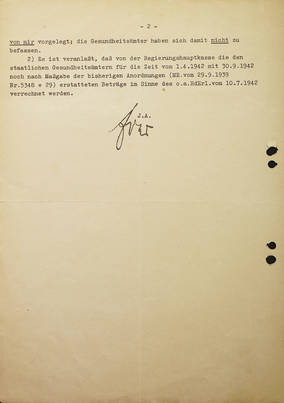 - 2 -
von mir vorgelegt; die Gesundheitsämter haben sich damit nicht zu
befassen.
2) Es ist veranlaßt, daß von der Regierungshauptkasse die den
staatlichen Gesundheitsämtern für die Zeit vom 1.4.1942 mit 30.9.1942
noch nach Maßgabe der bisherigen Anordnungen (ME.vom 29.9.1939
Nr.5348 e 29) erstatteten Beträge im Sinne des o.a.RdErl.vom 10.7.1942
verrechnet werden.
J.A.